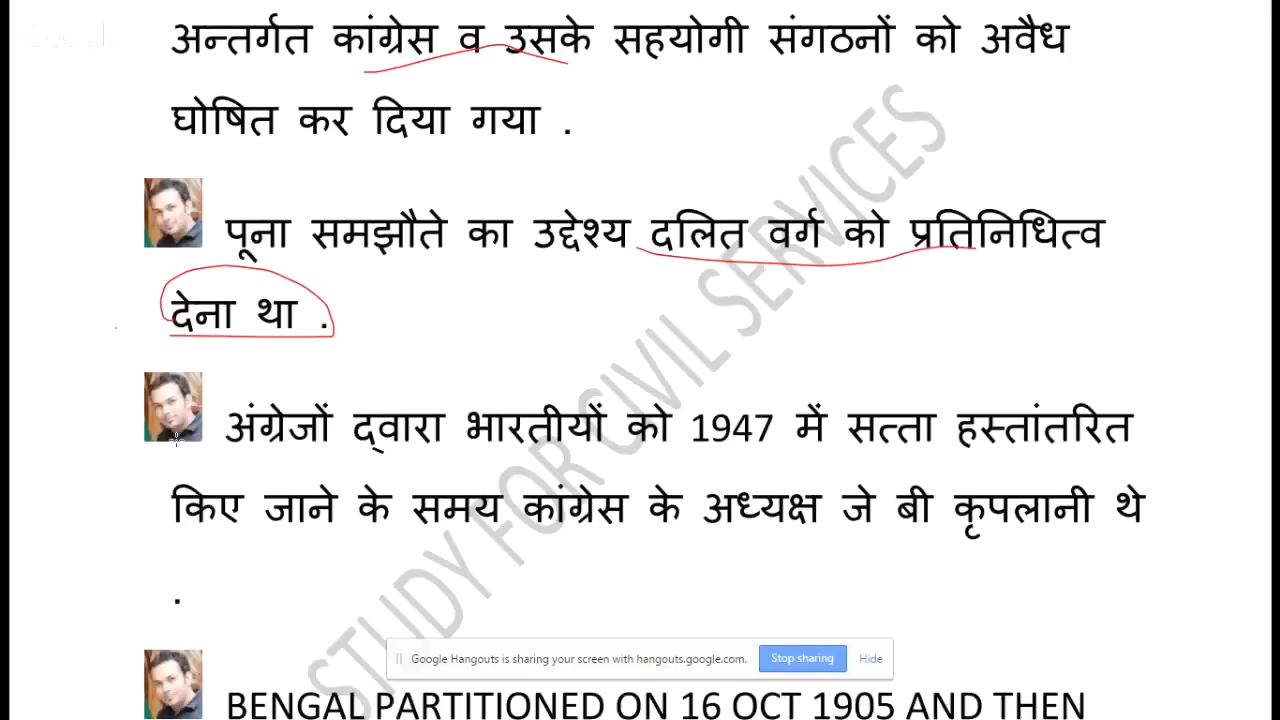 अन्तर्गत कांग्रेस व उसके सहयोगी संगठनों को अवैध
घोषित कर दिया गया .
पूना समझौते का उद्देश्य दलित वर्ग को प्रतिनिधित्व
देना था .
अंग्रेजों द्वारा भारतीयों को 1947 में सत्ता हस्तांतरित
किए जाने के समय कांग्रेस के अध्यक्ष जे बी कृपलानी थे
.
BENGAL PARTITIONED ON 16 OCT 1905 AND THEN
STUDY FOR CIVIL SERVICES
Google Hangouts is sharing your screen with hangouts.google.com.
Stop sharing
Hide